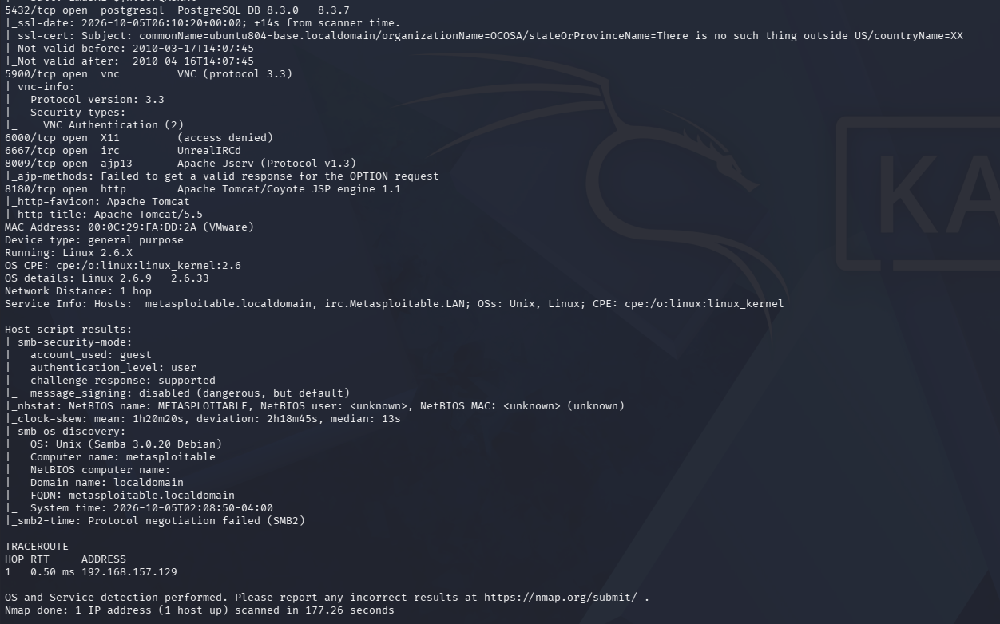 5432/tcp open  postgresql  PostgreSQL DB 8.3.0 - 8.3.7
|_ssl-date: 2026-10-05T06:10:20+00:00; +14s from scanner time.
| ssl-cert: Subject: commonName=ubuntu804-base.localdomain/organizationName=OCOSA/stateOrProvinceName=There is no such thing outside US/countryName=XX
| Not valid before: 2010-03-17T14:07:45
|_Not valid after:  2010-04-16T14:07:45
5900/tcp open  vnc         VNC (protocol 3.3)
| vnc-info:
|   Protocol version: 3.3
|   Security types:
|_    VNC Authentication (2)
6000/tcp open  X11         (access denied)
6667/tcp open  irc         UnrealIRCd
8009/tcp open  ajp13       Apache Jserv (Protocol v1.3)
|_ajp-methods: Failed to get a valid response for the OPTION request
8180/tcp open  http        Apache Tomcat/Coyote JSP engine 1.1
|_http-favicon: Apache Tomcat
|_http-title: Apache Tomcat/5.5
MAC Address: 00:0C:29:FA:DD:2A (VMware)
Device type: general purpose
Running: Linux 2.6.X
OS CPE: cpe:/o:linux:linux_kernel:2.6
OS details: Linux 2.6.9 - 2.6.33
Network Distance: 1 hop
Service Info: Hosts:  metasploitable.localdomain, irc.Metasploitable.LAN; OSs: Unix, Linux; CPE: cpe:/o:linux:linux_kernel
Host script results:
| smb-security-mode:
|   account_used: guest
|   authentication_level: user
|   challenge_response: supported
|_  message_signing: disabled (dangerous, but default)
|_nbstat: NetBIOS name: METASPLOITABLE, NetBIOS user: <unknown>, NetBIOS MAC: <unknown> (unknown)
|_clock-skew: mean: 1h20m20s, deviation: 2h18m45s, median: 13s
| smb-os-discovery:
|   OS: Unix (Samba 3.0.20-Debian)
|   Computer name: metasploitable
|   NetBIOS computer name:
|   Domain name: localdomain
|   FQDN: metasploitable.localdomain
|_  System time: 2026-10-05T02:08:50-04:00
|_smb2-time: Protocol negotiation failed (SMB2)
TRACEROUTE
HOP RTT     ADDRESS
1   0.50 ms 192.168.157.129
OS and Service detection performed. Please report any incorrect results at https://nmap.org/submit/ .
Nmap done: 1 IP address (1 host up) scanned in 177.26 seconds
KA